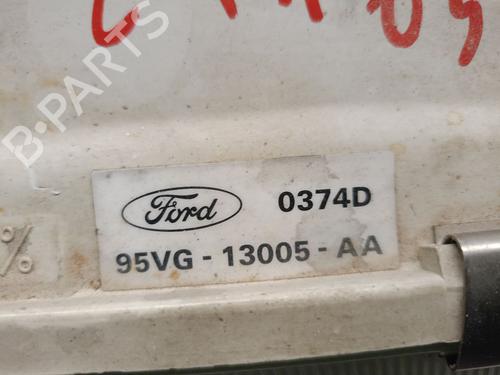 B-PARTS
Ford 0374D
95VG - 13005 - AA
%